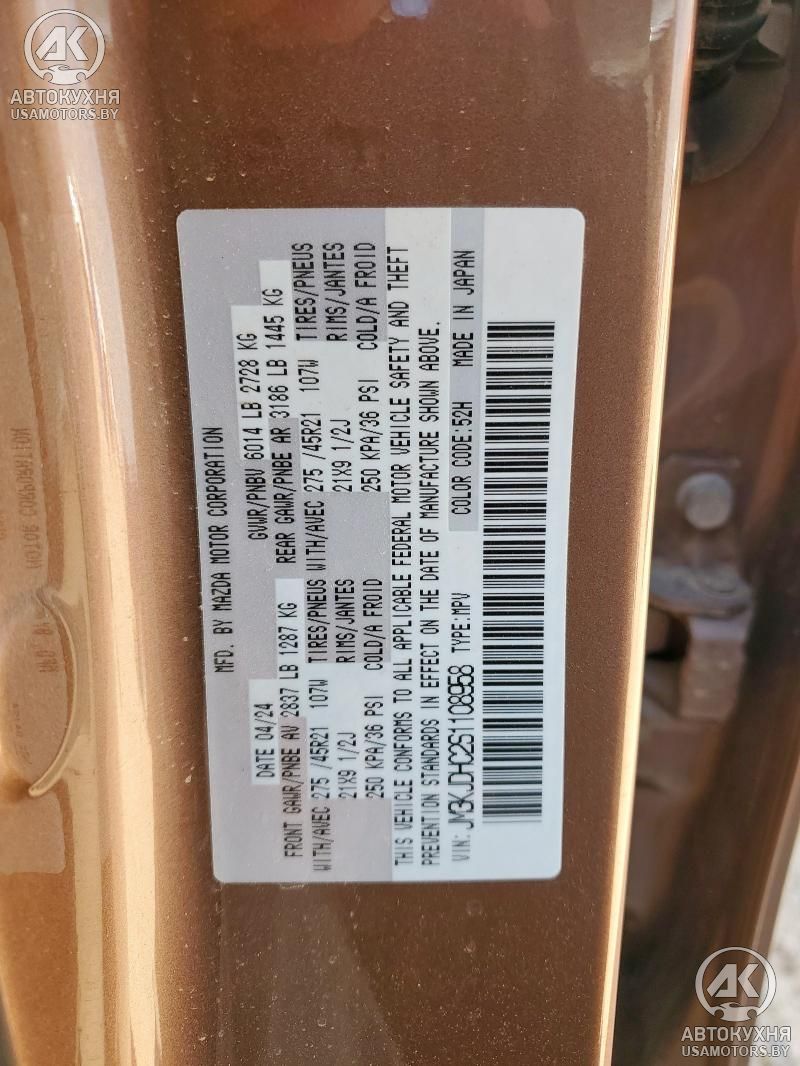 AK
АВТОКУХНЯ
USAMOTORS.BY
MFD. BY MAZDA MOTOR CORPORATION
DATE 04/24 GVWR/PNBV 6014 LB 2728 KG
FRONT GAWR/PNBE AV 2837 LB 1287 KG REAR GAWR/PNBE AR 3186 LB 1445 KG
WITH/AVEC 275 /45R21 107W TIRES/PNEUS WITH/AVEC 275 /45R21 107W TIRES/PNEUS
21X9 1/2J RIMS/JANTES 21X9 1/2J RIMS/JANTES
250 KPA/36 PSI COLD/A FROID 250 KPA/36 PSI COLD/A FROID
THIS VEHICLE CONFORMS TO ALL APPLICABLE FEDERAL MOTOR VEHICLE SAFETY AND THEFT
PREVENTION STANDARDS IN EFFECT ON THE DATE OF MANUFACTURE SHOWN ABOVE.
VIN: JM3KJDHC2S1108958 TYPE:MPV COLOR CODE:52H MADE IN JAPAN
AK
АВТОКУХНЯ
USAMOTORS.BY